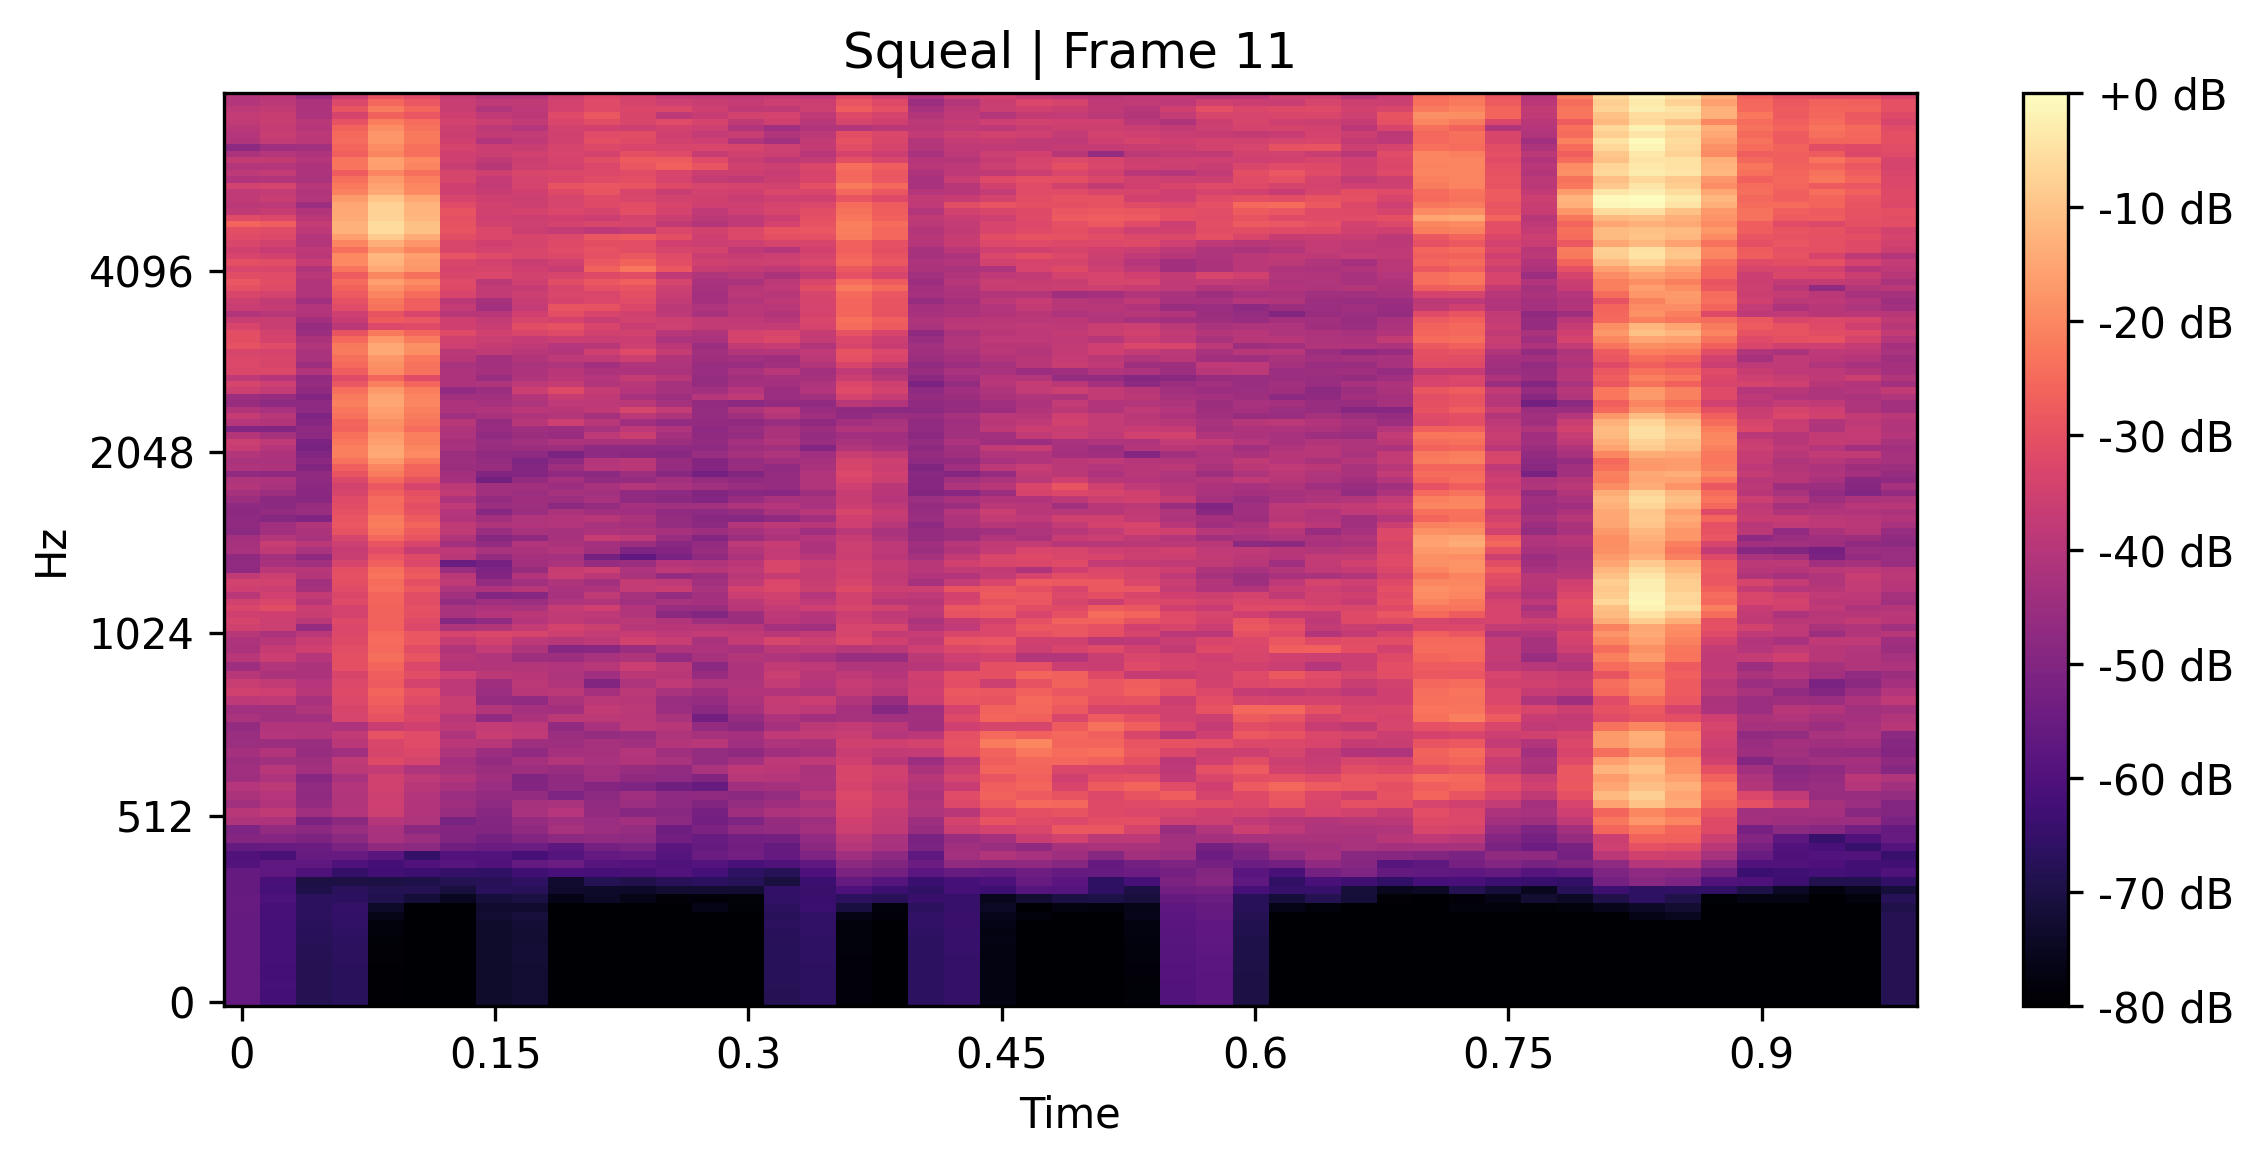 Squeal | Frame 11
+0 dB
-10 dB
-20 dB
-30 dB
-40 dB
-50 dB
-60 dB
-70 dB
-80 dB
Hz
4096
2048
1024
512
0
0 0.15 0.3 0.45 0.6 0.75 0.9
Time